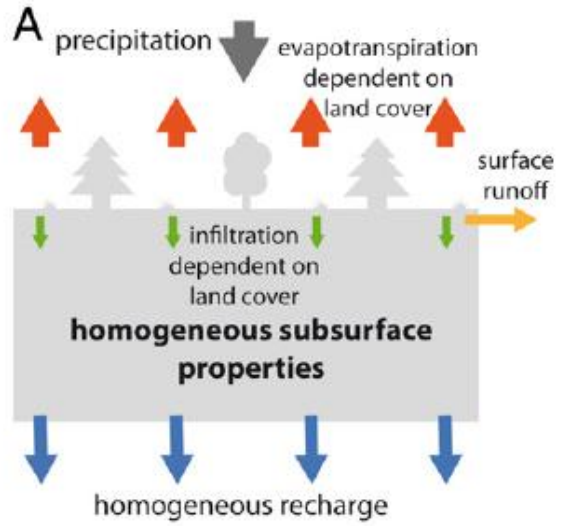 A
precipitation
evapotranspiration
dependent on
land cover
surface
runoff
infiltration
dependent on
land cover
homogeneous subsurface
properties
homogeneous recharge